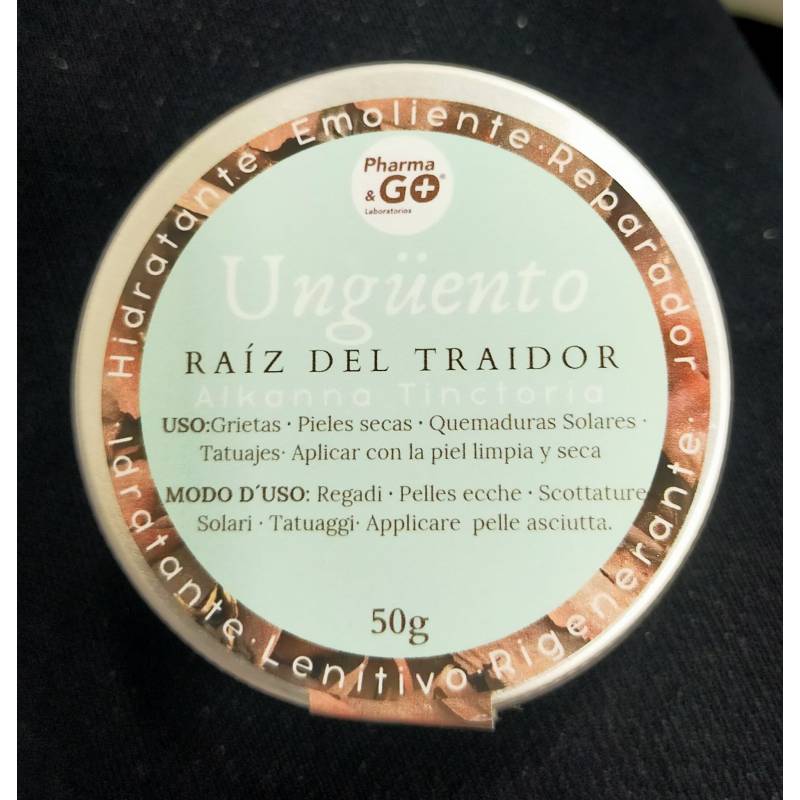 Hidratante · Emoliente · Reparador
Pharma
& GO
Laboratorios
Ungüento
RAÍZ DEL TRAIDOR
Alkanna Tinctoria
USO:Grietas · Pieles secas · Quemaduras Solares ·
Tatuajes· Aplicar con la piel limpia y seca
MODO D´USO: Regadi · Pelles ecche · Scottature
Solari · Tatuaggi· Applicare pelle asciutta.
50g
Hidratante· Lenitivo· Rigenerante·